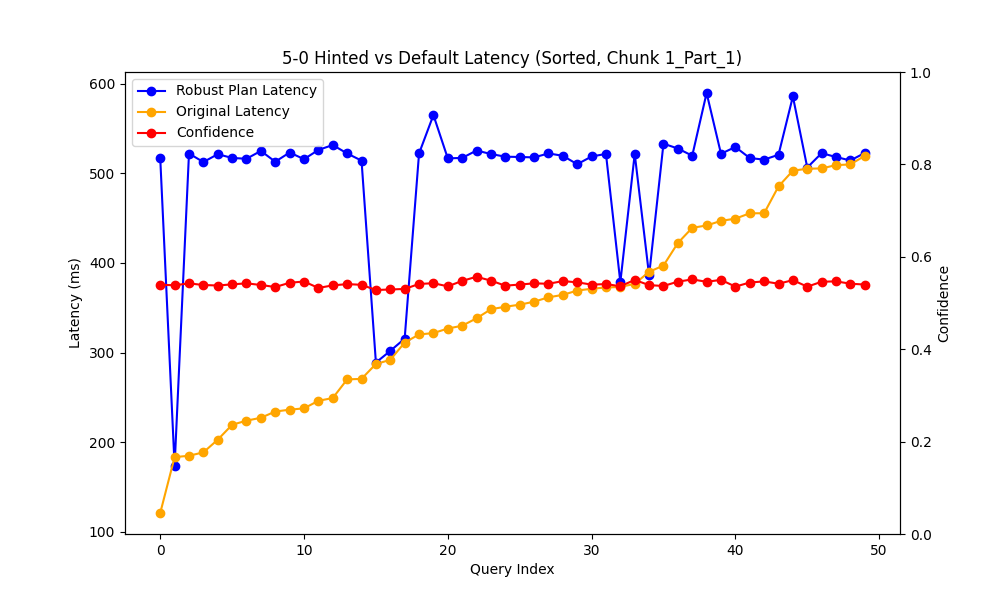 5-0 Hinted vs Default Latency (Sorted, Chunk 1_Part_1)
Robust Plan Latency
Original Latency
Confidence
600
500
400
300
200
100
Latency (ms)
1.0
0.8
0.6
0.4
0.2
0.0
Confidence
0 10 20 30 40 50
Query Index